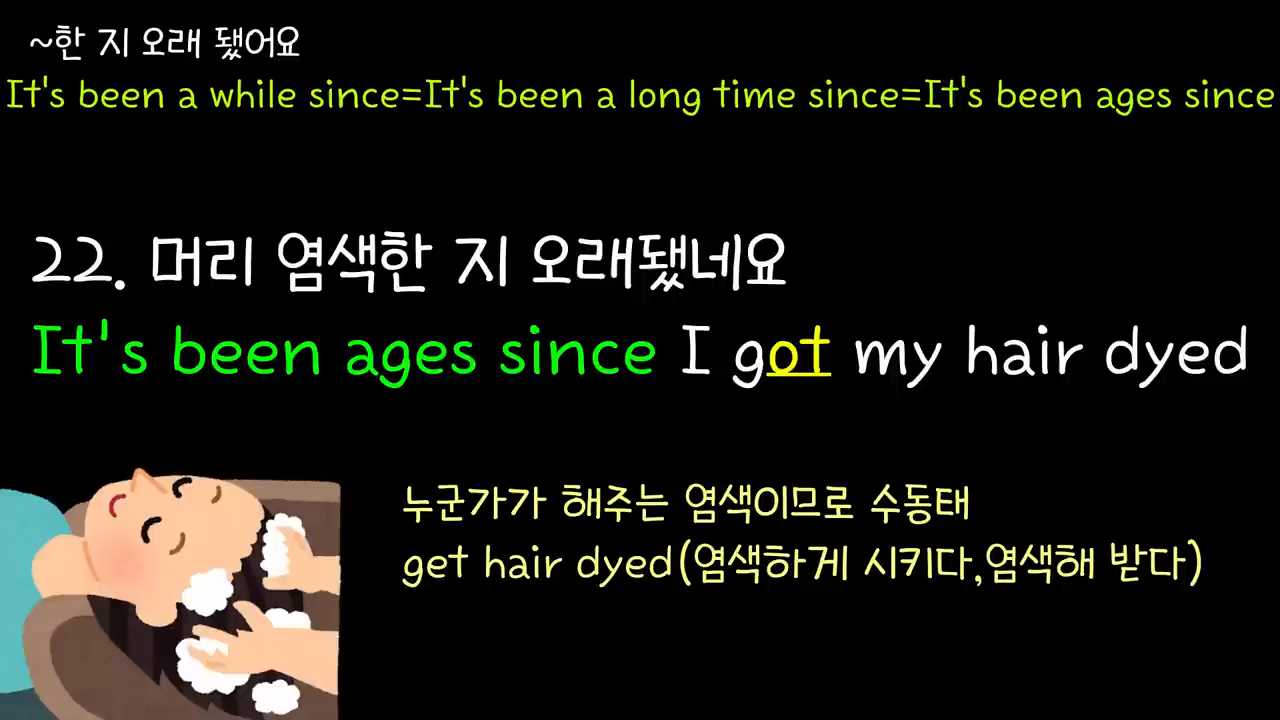 ~한 지 오래 됐어요
It's been a while since=It's been a long time since=It's been ages since
22. 머리 염색한 지 오래됐네요
It's been ages since I got my hair dyed
누군가가 해주는 염색이므로 수동태
get hair dyed(염색하게 시키다,염색해 받다)